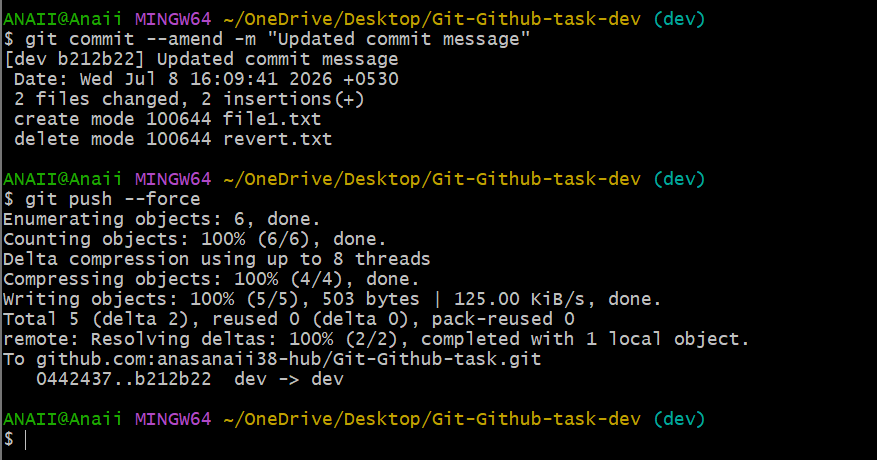 ANAII@Anaii MINGW64 ~/OneDrive/Desktop/Git-Github-task-dev (dev)
$ git commit --amend -m "Updated commit message"
[dev b212b22] Updated commit message
 Date: Wed Jul 8 16:09:41 2026 +0530
 2 files changed, 2 insertions(+)
 create mode 100644 file1.txt
 delete mode 100644 revert.txt

ANAII@Anaii MINGW64 ~/OneDrive/Desktop/Git-Github-task-dev (dev)
$ git push --force
Enumerating objects: 6, done.
Counting objects: 100% (6/6), done.
Delta compression using up to 8 threads
Compressing objects: 100% (4/4), done.
Writing objects: 100% (5/5), 503 bytes | 125.00 KiB/s, done.
Total 5 (delta 2), reused 0 (delta 0), pack-reused 0
remote: Resolving deltas: 100% (2/2), completed with 1 local object.
To github.com:anasanaii38-hub/Git-Github-task.git
   0442437..b212b22  dev -> dev

ANAII@Anaii MINGW64 ~/OneDrive/Desktop/Git-Github-task-dev (dev)
$